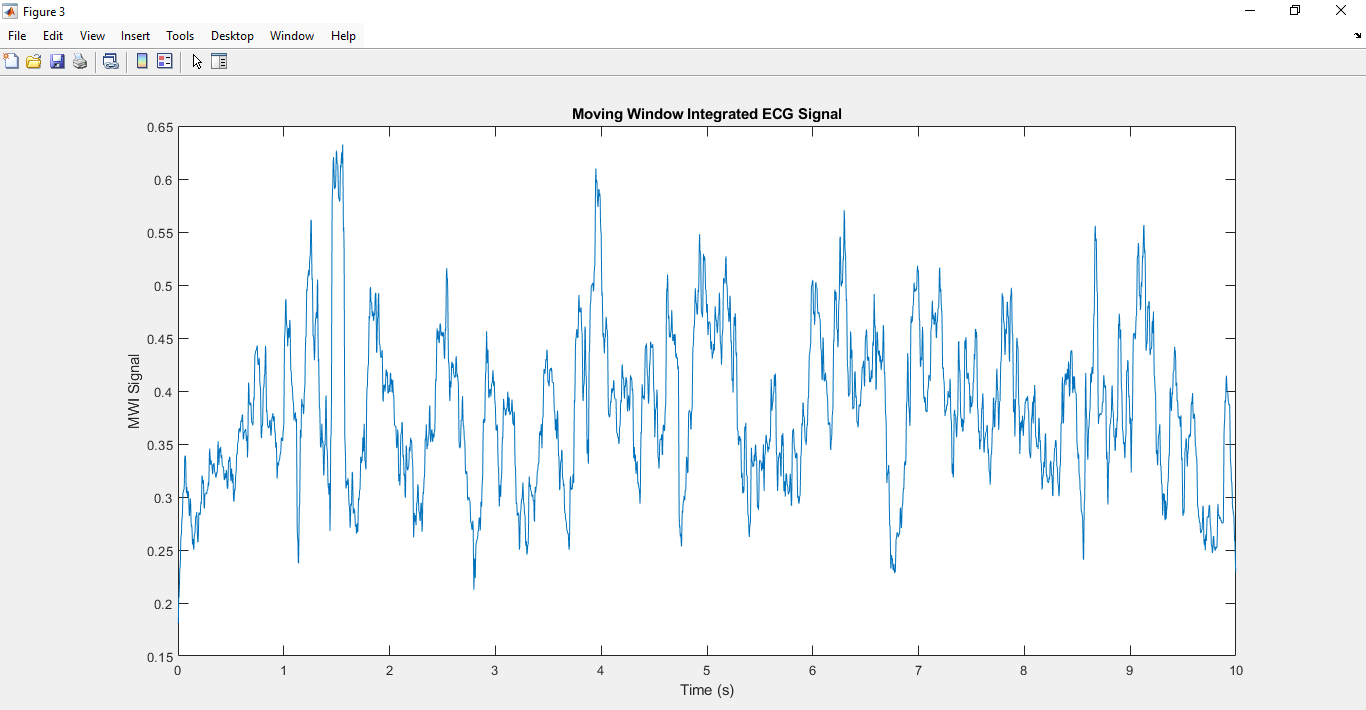 Figure 3
File Edit View Insert Tools Desktop Window Help
Moving Window Integrated ECG Signal
0.65
0.6
0.55
0.5
0.45
0.4
0.35
0.3
0.25
0.2
0.15
MWI Signal
0 1 2 3 4 5 6 7 8 9 10
Time (s)